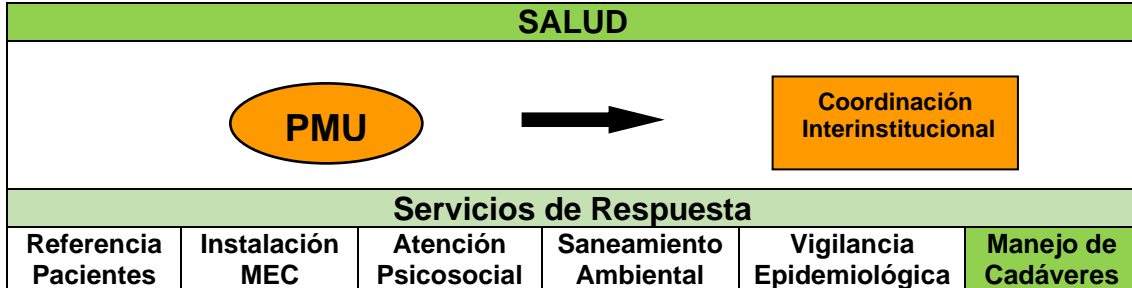 SALUD
PMU
Coordinación
Interinstitucional
Servicios de Respuesta
Referencia
Pacientes
Instalación
MEC
Atención
Psicosocial
Saneamiento
Ambiental
Vigilancia
Epidemiológica
Manejo de
Cadáveres